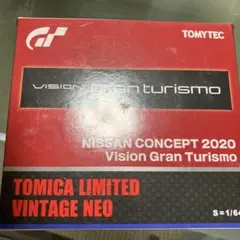 GT
TOMYTEC
VISION gran turismo
NISSAN CONCEPT 2020
Vision Gran Turismo
TOMICA LIMITED
VINTAGE NEO
S=1/64